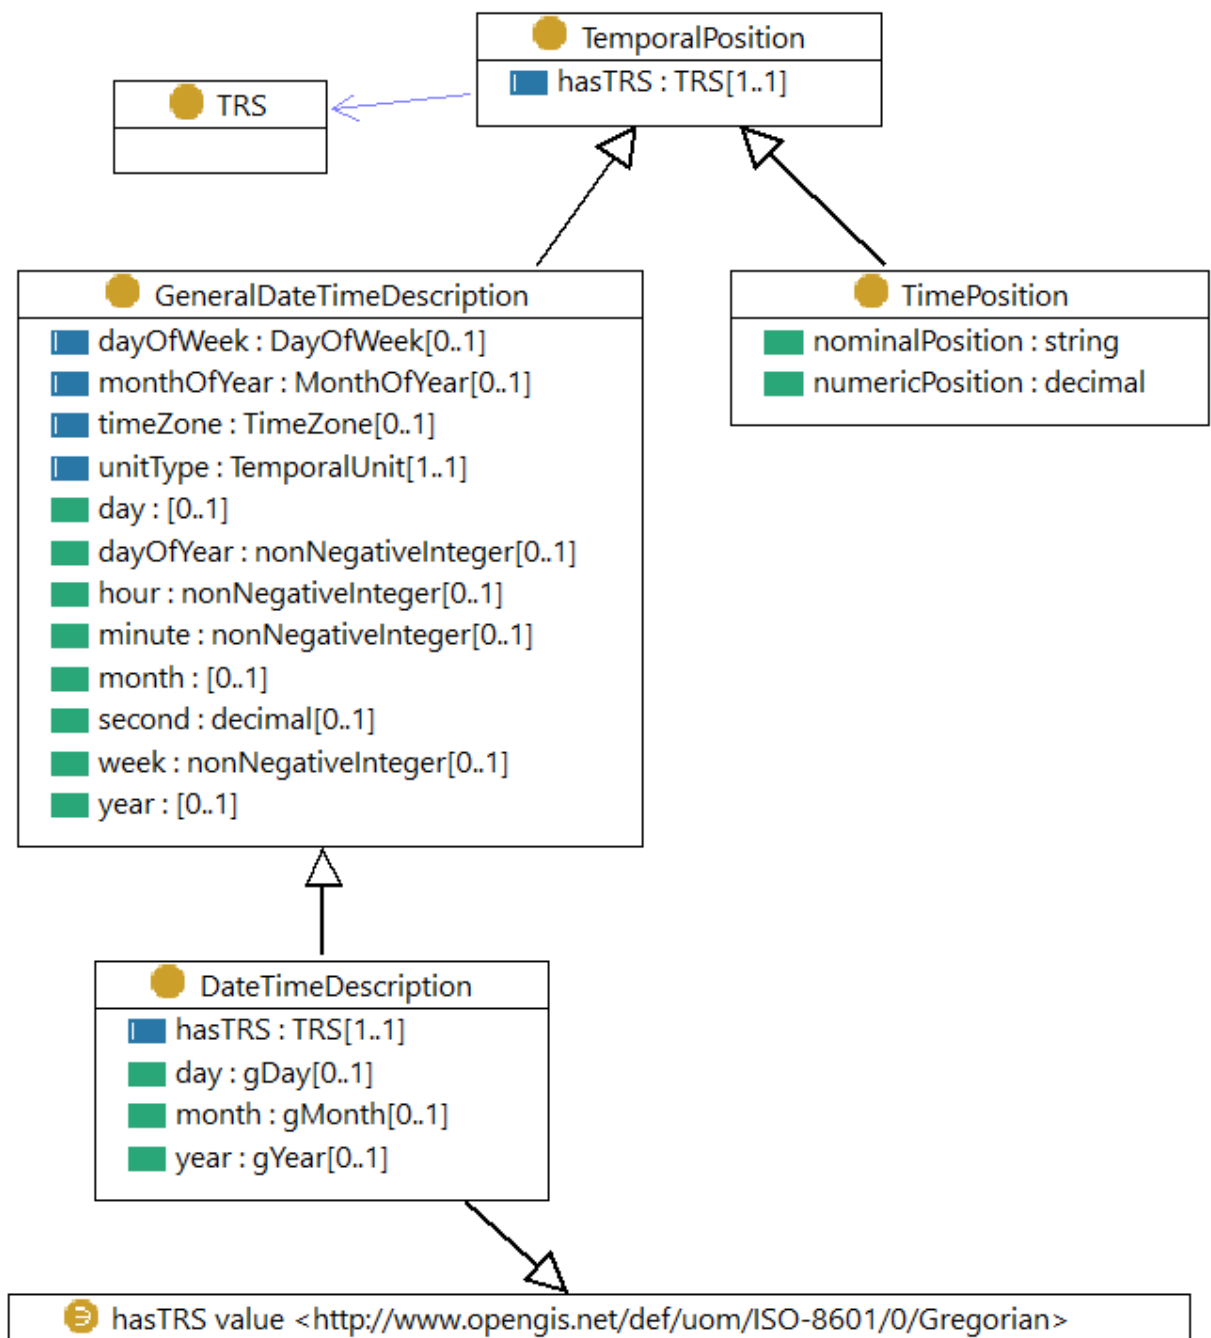 TemporalPosition
hasTRS : TRS[1..1]
TRS
GeneralDateTimeDescription
dayOfWeek : DayOfWeek[0..1]
monthOfYear : MonthOfYear[0..1]
timeZone : TimeZone[0..1]
unitType : TemporalUnit[1..1]
day : [0..1]
dayOfYear : nonNegativeInteger[0..1]
hour : nonNegativeInteger[0..1]
minute : nonNegativeInteger[0..1]
month : [0..1]
second : decimal[0..1]
week : nonNegativeInteger[0..1]
year : [0..1]
TimePosition
nominalPosition : string
numericPosition : decimal
DateTimeDescription
hasTRS : TRS[1..1]
day : gDay[0..1]
month : gMonth[0..1]
year : gYear[0..1]
hasTRS value <http://www.opengis.net/def/uom/ISO-8601/0/Gregorian>